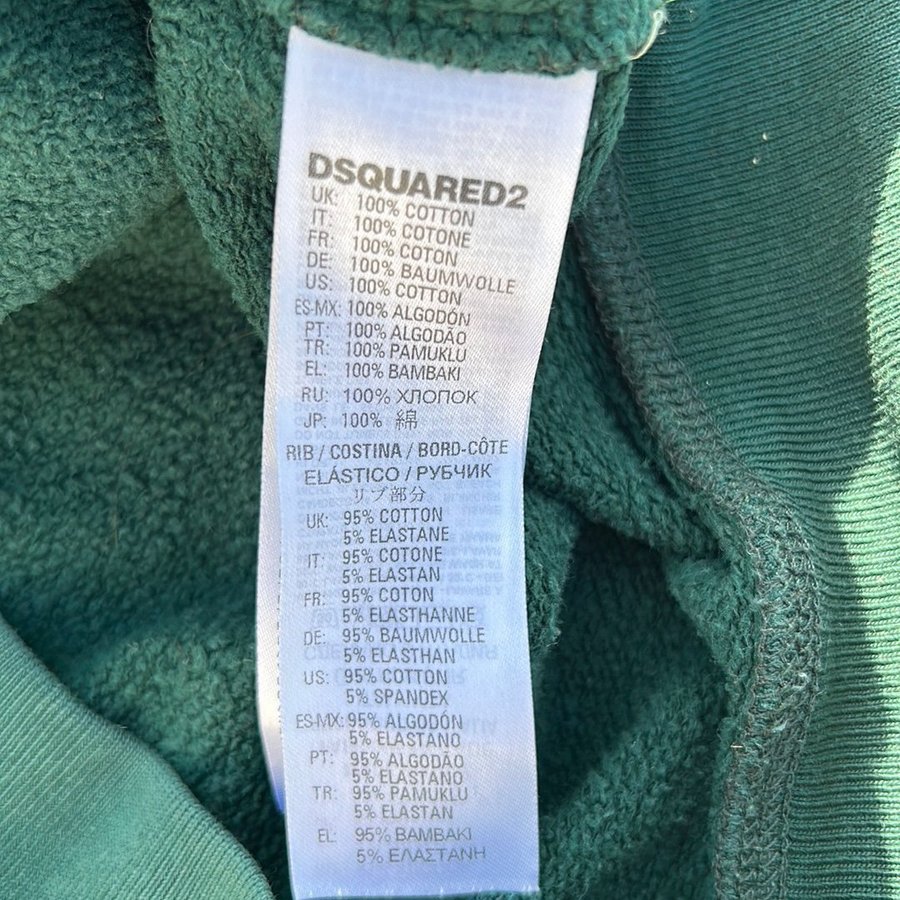 DSQUARED2
UK: 100% COTTON
IT: 100% COTONE
FR: 100% COTON
DE: 100% BAUMWOLLE
US: 100% COTTON
ES-MX: 100% ALGODÓN
PT: 100% ALGODÃO
TR: 100% PAMUKLU
EL: 100% BAMBAKI
RU: 100% ХЛОПОК
JP: 100% 綿
RIB / COSTINA / BORD-CÔTE
ELÁSTICO / РУБЧИК
リブ部分
UK: 95% COTTON
5% ELASTANE
IT: 95% COTONE
5% ELASTAN
FR: 95% COTON
5% ELASTHANNE
DE: 95% BAUMWOLLE
5% ELASTHAN
US: 95% COTTON
5% SPANDEX
ES-MX: 95% ALGODÓN
5% ELASTANO
PT: 95% ALGODÃO
5% ELASTANO
TR: 95% PAMUKLU
5% ELASTAN
EL: 95% BAMBAKI
5% ΕΛΑΣΤΑΝΗ